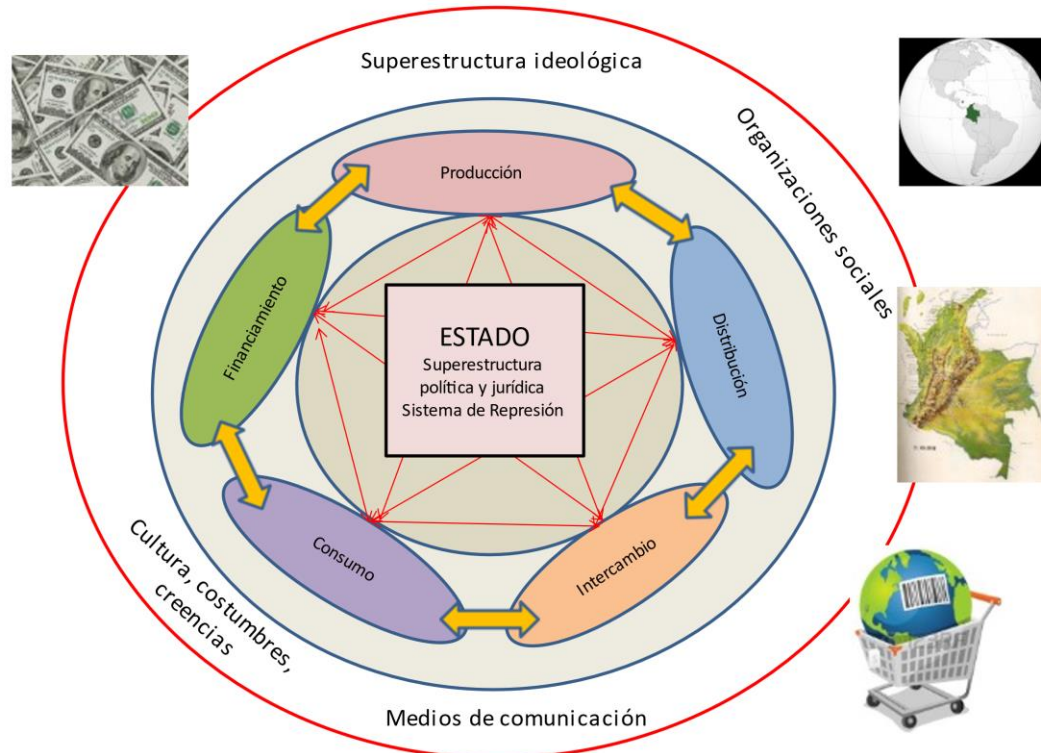 Superestructura ideológica
Organizaciones sociales
Producción
Financiamiento
Distribución
ESTADO
Superestructura
política y jurídica
Sistema de Represión
Consumo
Intercambio
Cultura, costumbres,
creencias
Medios de comunicación